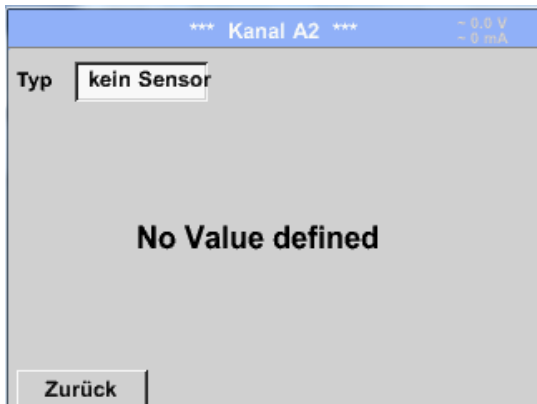 *** Kanal A2 ***
~ 0.0 V
~ 0 mA
Typ kein Sensor
No Value defined
Zurück